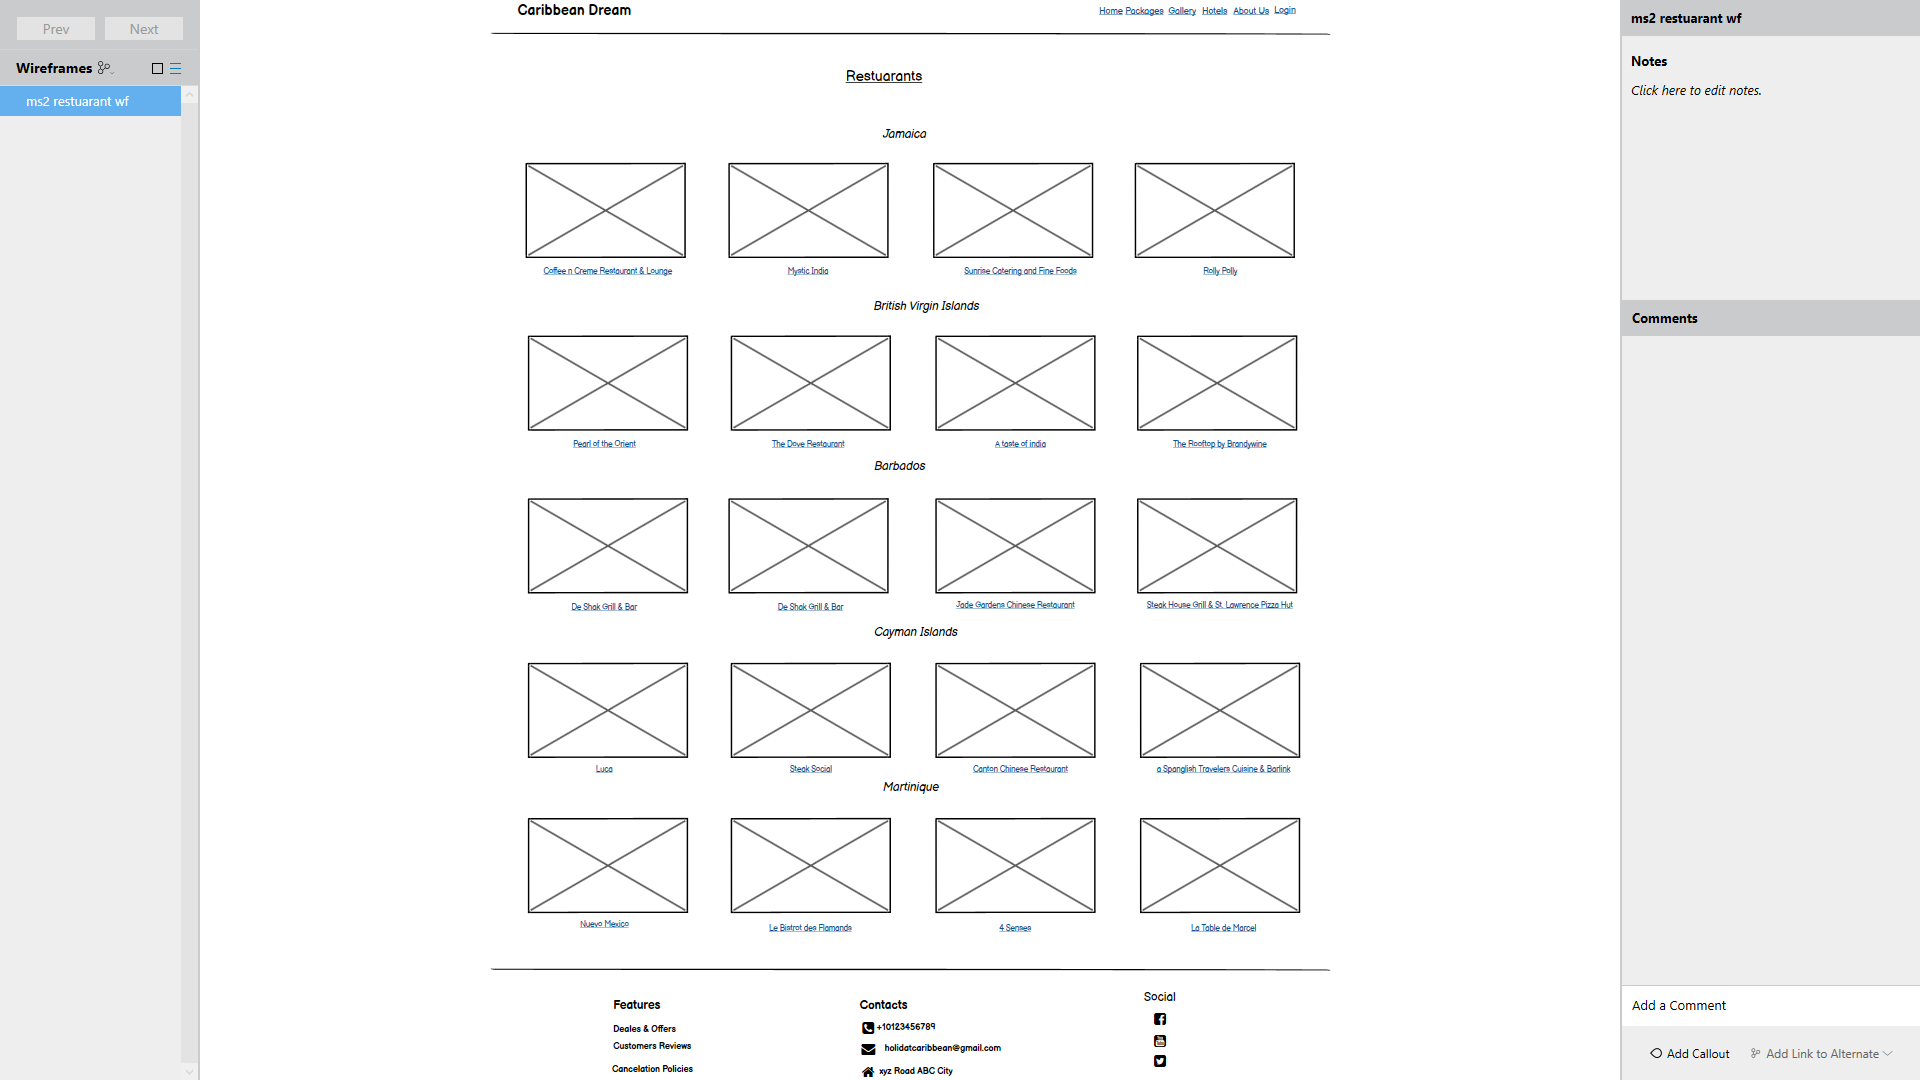 Prev Next
Wireframes
ms2 restuarant wf
Caribbean Dream
Home Packages Gallery Hotels About Us Login
Restuarants
Jamaica
Coffee n Creme Restaurant & Lounge Mystic India Sunrise Catering and Fine Foods Rolly Polly
British Virgin Islands
Pearl of the Orient The Dove Restaurant A taste of india The Rooftop by Brandywine
Barbados
De Shak Grill & Bar De Shak Grill & Bar Jade Gardens Chinese Restaurant Steak House Grill & St. Lawrence Pizza Hut
Cayman Islands
Luca Steak Social Canton Chinese Restaurant a Spanglish Travelers Cuisine & Barlink
Martinique
Nuevo Mexico Le Bistrot des Flamands 4 Senses La Table de Marcel
Features
Deales & Offers
Customers Reviews
Cancelation Policies
Contacts
+10123456789
holidatcaribbean@gmail.com
xyz Road ABC City
Social
ms2 restuarant wf
Notes
Click here to edit notes.
Comments
Add a Comment
Add Callout Add Link to Alternate